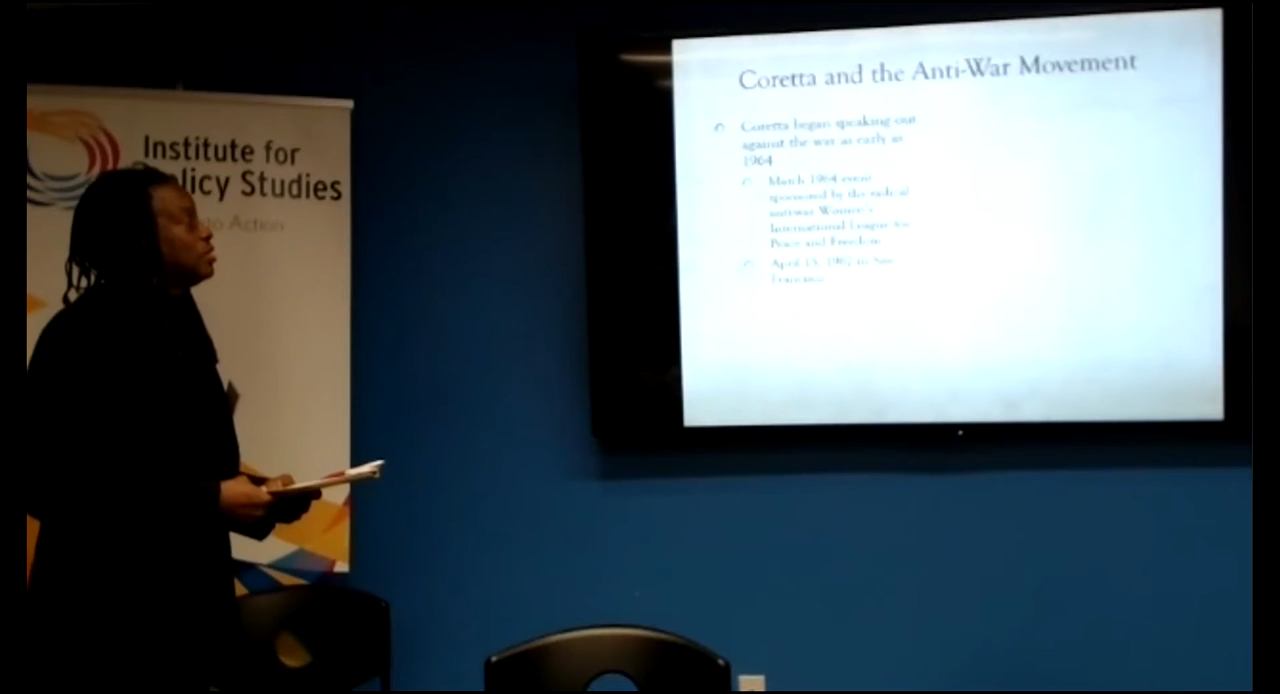 Institute for
licy Studies
to Action
Coretta and the Anti-War Movement
Coretta began speaking out
against the war as early as
1964
March 1964 event
sponsored by the radical
antiwar Women's
International League for
Peace and Freedom
April 15, 1967 in San
Francisco